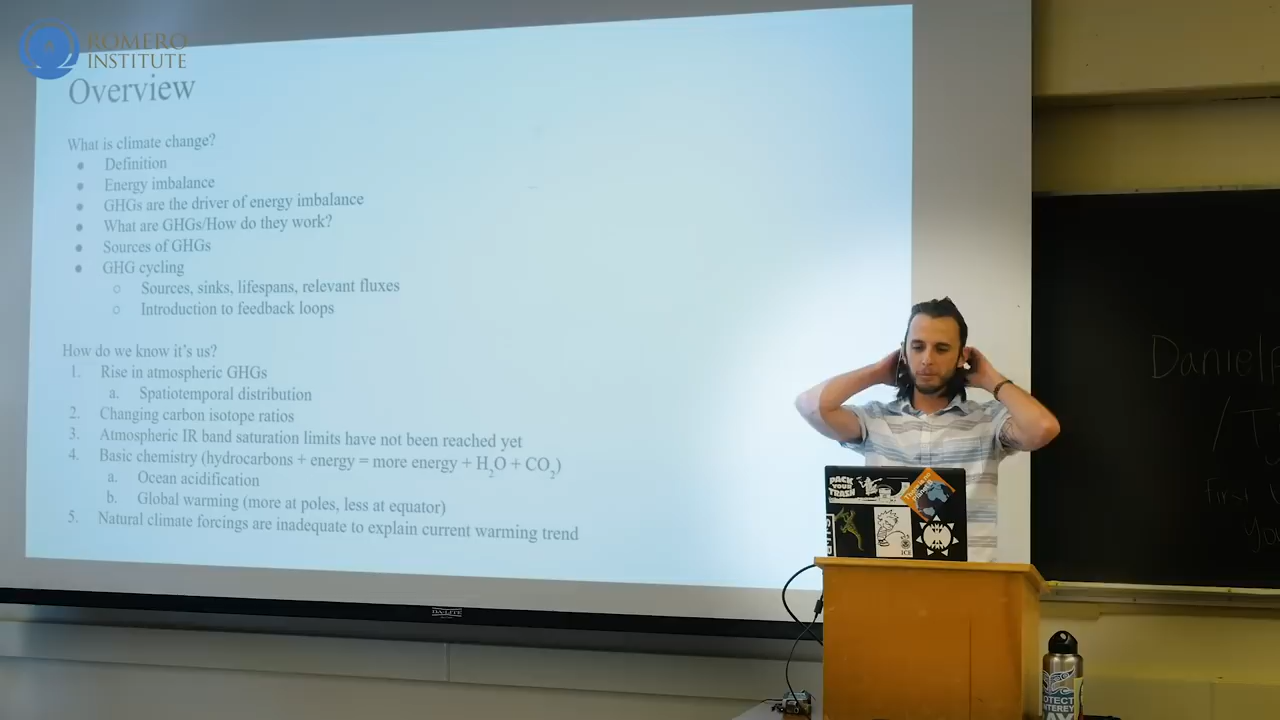 ROMERO
INSTITUTE
Overview
What is climate change?
● Definition
● Energy imbalance
● GHGs are the driver of energy imbalance
● What are GHGs/How do they work?
● Sources of GHGs
● GHG cycling
○ Sources, sinks, lifespans, relevant fluxes
○ Introduction to feedback loops
How do we know it's us?
1. Rise in atmospheric GHGs
a. Spatiotemporal distribution
2. Changing carbon isotope ratios
3. Atmospheric IR band saturation limits have not been reached yet
4. Basic chemistry (hydrocarbons + energy = more energy + H₂O + CO₂)
a. Ocean acidification
b. Global warming (more at poles, less at equator)
5. Natural climate forcings are inadequate to explain current warming trend
DA-LITE
Daniel
first
PACK
YOUR
TRASH
ICE